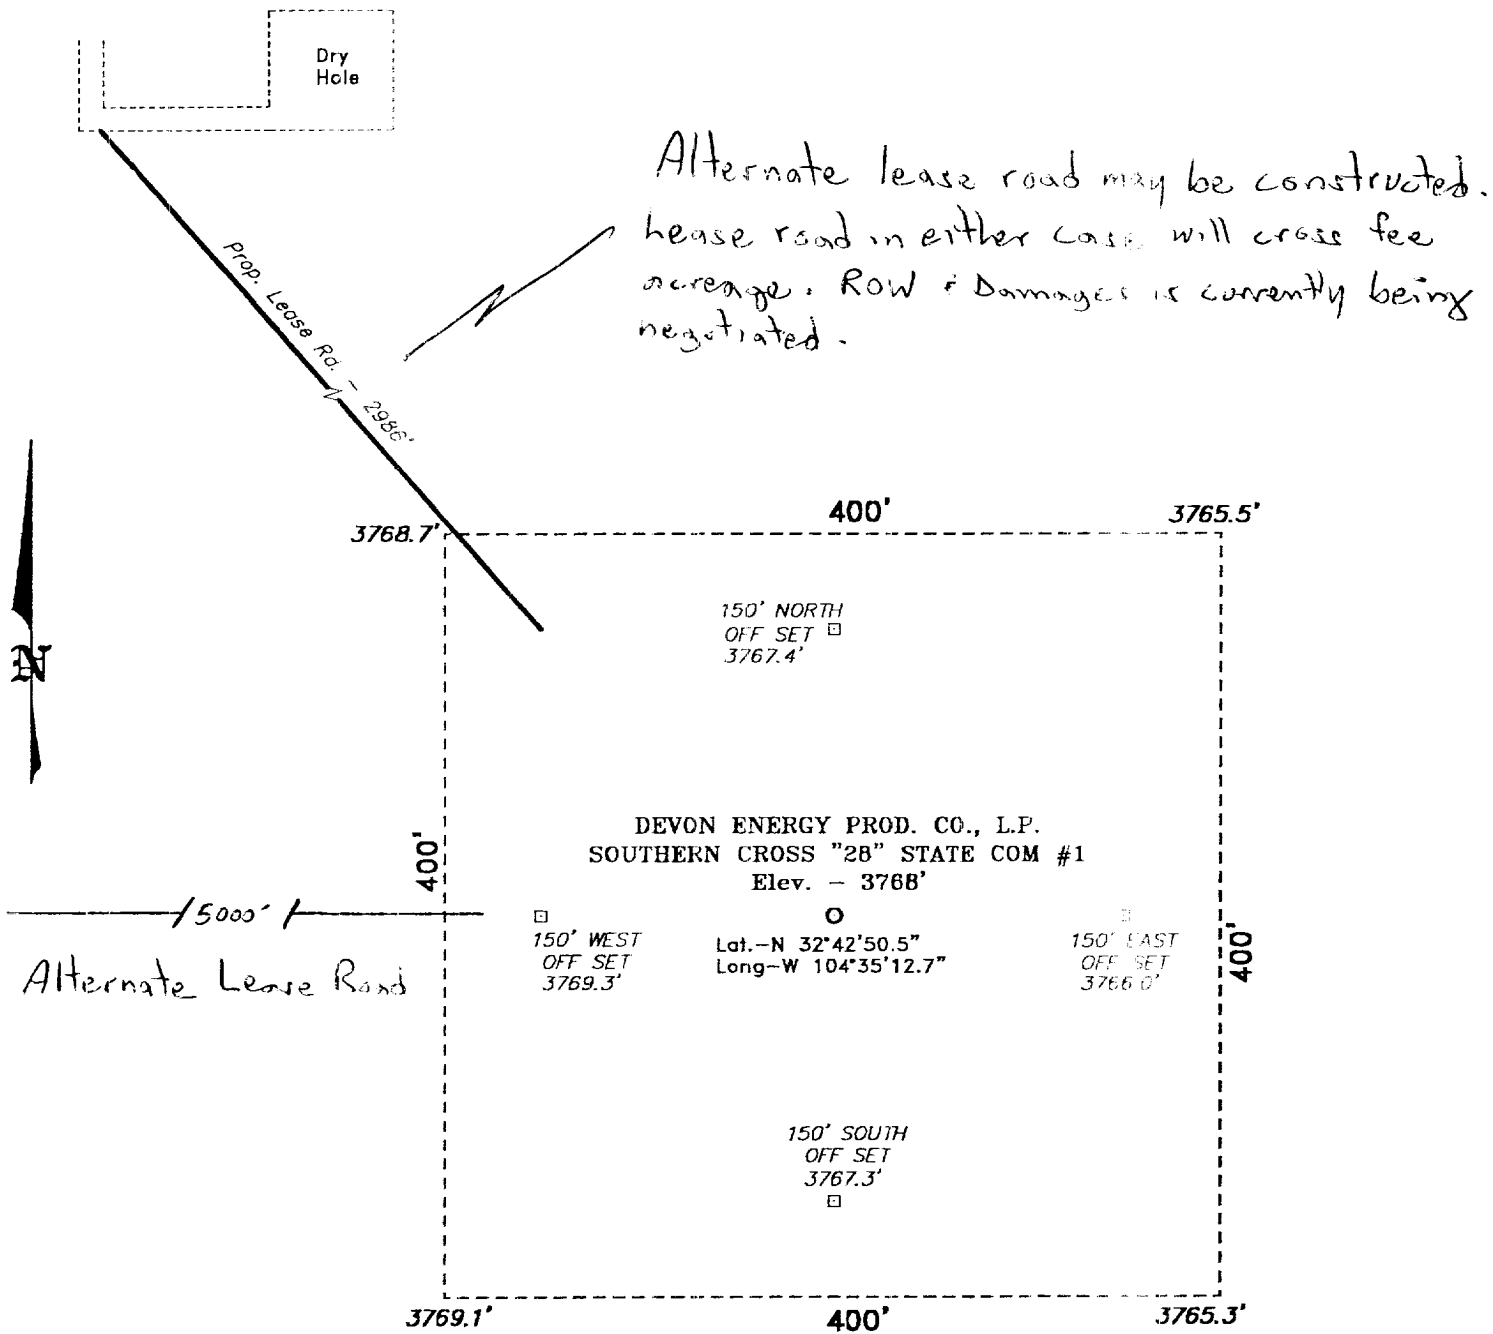 Dry
Hole
Alternate lease road may be constructed.
Lease road in either case will cross fee
acreage. ROW & Damages is currently being
negotiated.
Prop. Lease Rd. – 2986'
3768.7'
400'
3765.5'
150' NORTH
OFF SET
3767.4'
N
DEVON ENERGY PROD. CO., L.P.
SOUTHERN CROSS "28" STATE COM #1
Elev. – 3768'
400'
5000'
150' WEST
OFF SET
3769.3'
Lat.–N 32°42'50.5"
Long–W 104°35'12.7"
150' EAST
OFF SET
3766.0'
400'
Alternate Lease Road
150' SOUTH
OFF SET
3767.3'
3769.1'
400'
3765.3'